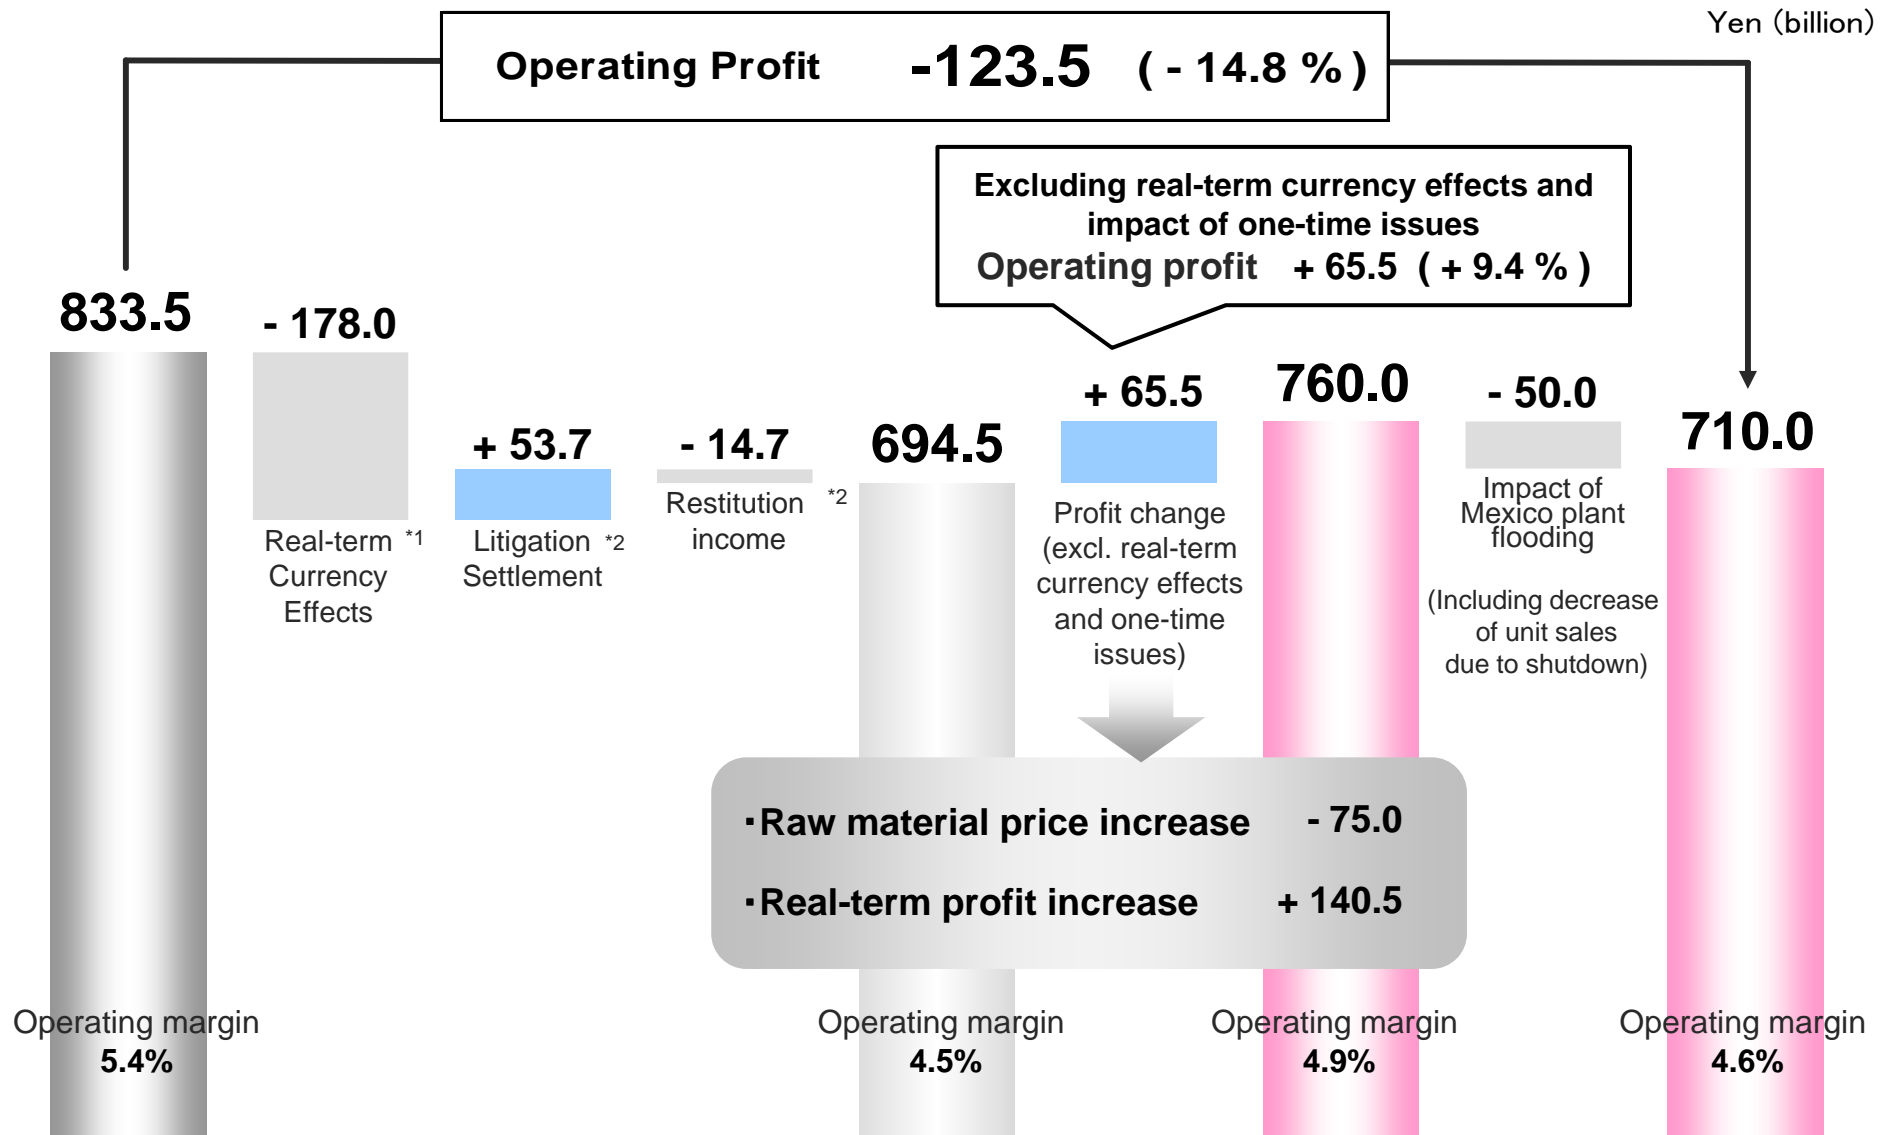 Yen (billion)
Operating Profit -123.5 ( - 14.8 % )
Excluding real-term currency effects and
impact of one-time issues
Operating profit + 65.5 ( + 9.4 % )
833.5
- 178.0
Real-term *1
Currency
Effects
+ 53.7
Litigation *2
Settlement
- 14.7
Restitution *2
income
694.5
+ 65.5
Profit change
(excl. real-term
currency effects
and one-time
issues)
760.0
- 50.0
Impact of
Mexico plant
flooding
(Including decrease
of unit sales
due to shutdown)
710.0
・Raw material price increase - 75.0
・Real-term profit increase + 140.5
Operating margin
5.4%
Operating margin
4.5%
Operating margin
4.9%
Operating margin
4.6%